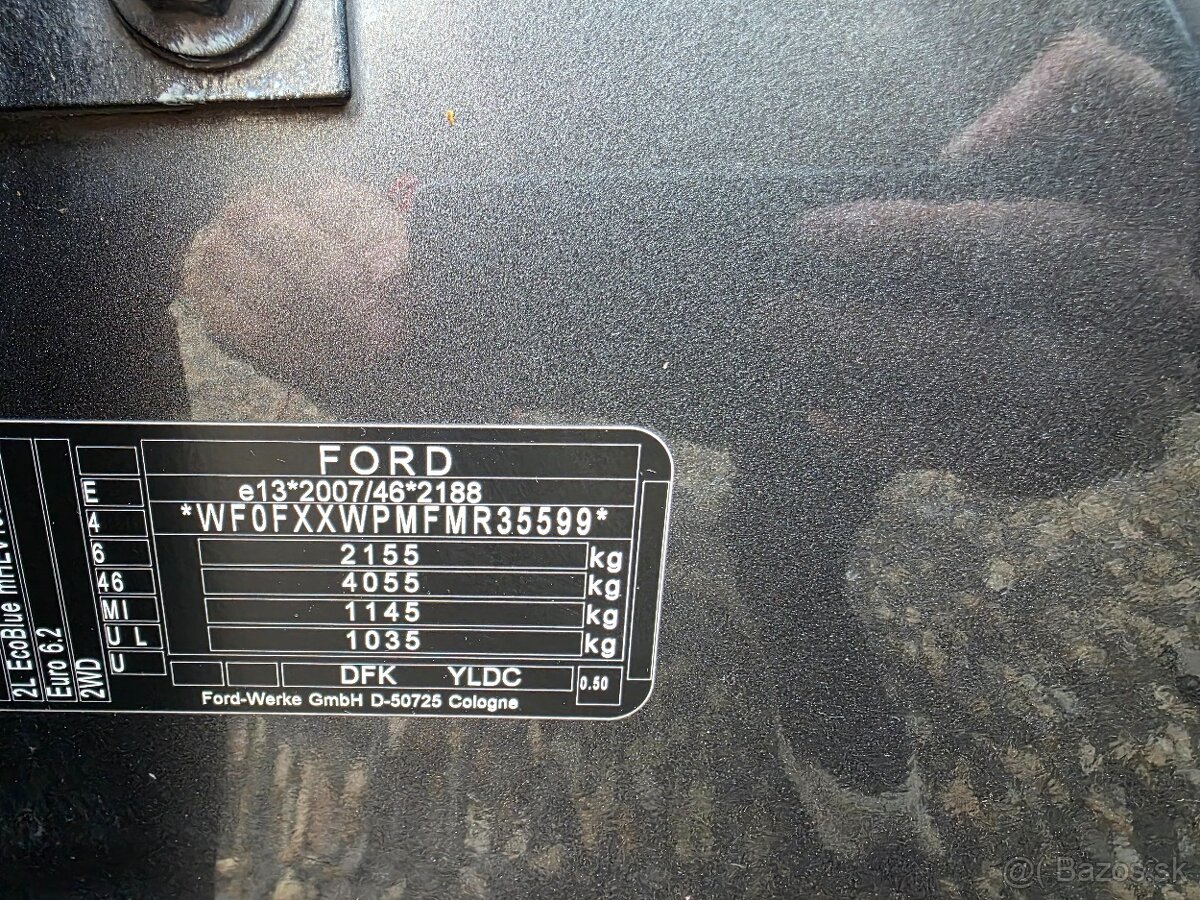 FORD
e13*2007/46*2188
*WF0FXXWPMFMR35599*
2155 kg
4055 kg
1145 kg
1035 kg
DFK YLDC 0.50
Ford-Werke GmbH D-50725 Cologne
E
4
6
46
MI
U L
U
2L EcoBlue
Euro 6.2
2WD
@( Bazos.sk